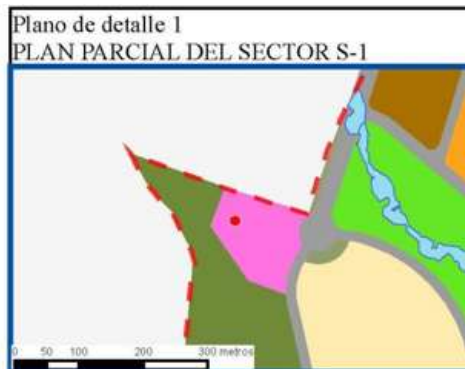 Plano de detalle 1
PLAN PARCIAL DEL SECTOR S-1
0 50 100 200 300 metros